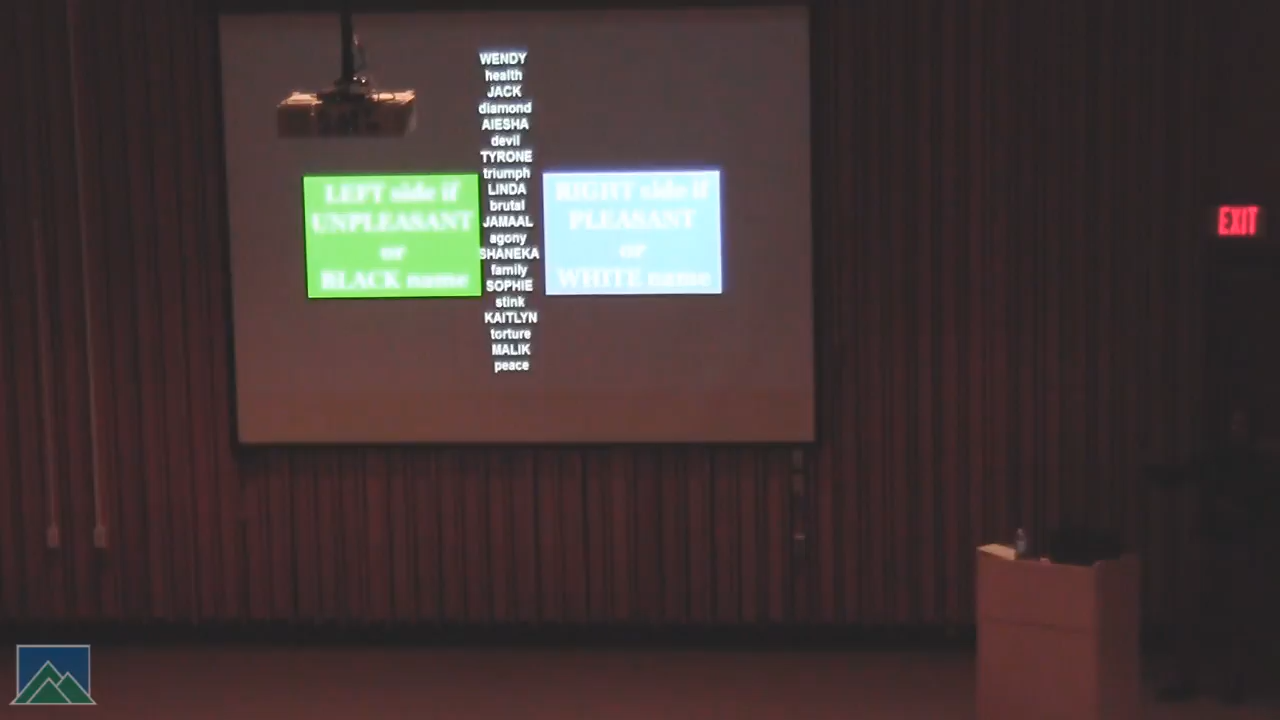 WENDY
health
JACK
diamond
AIESHA
devil
TYRONE
triumph
LINDA
brutal
JAMAAL
agony
SHANEKA
family
SOPHIE
stink
KAITLYN
torture
MALIK
peace
LEFT side if
UNPLEASANT
or
BLACK name
RIGHT side if
PLEASANT
or
WHITE name
EXIT